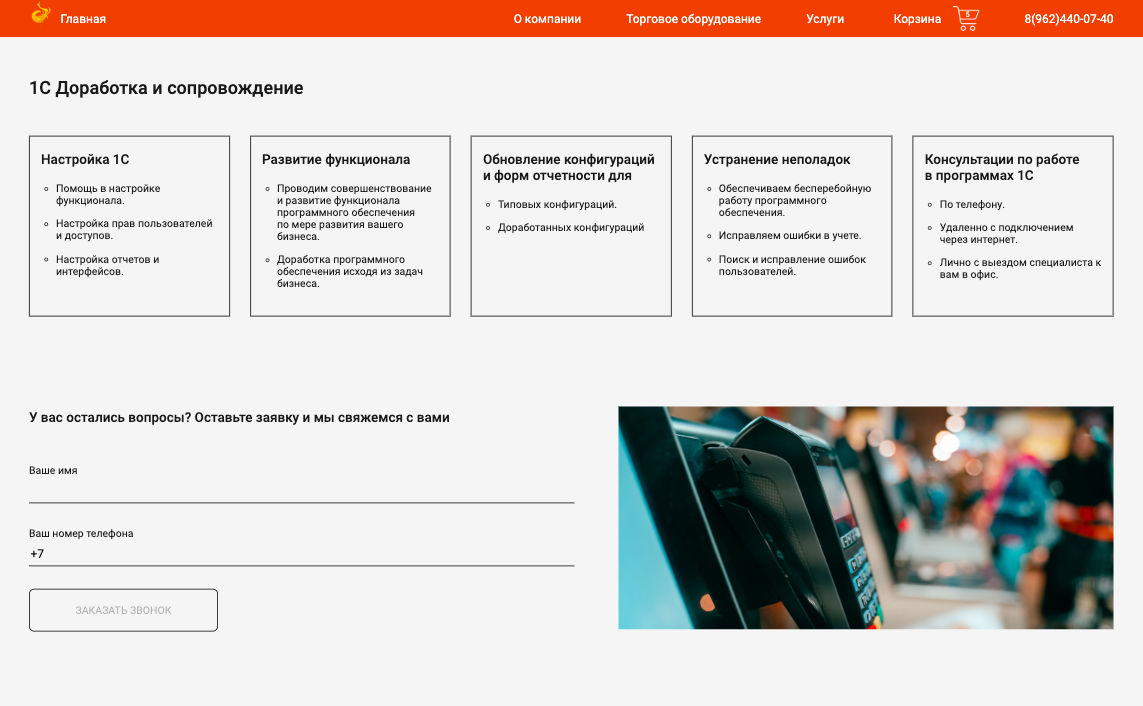 Главная
О компании
Торговое оборудование
Услуги
Корзина
5
8(962)440-07-40
1С Доработка и сопровождение
Настройка 1С
Помощь в настройке
функционала.
Настройка прав пользователей
и доступов.
Настройка отчетов и
интерфейсов.
Развитие функционала
Проводим совершенствование
и развитие функционала
программного обеспечения
по мере развития вашего
бизнеса.
Доработка программного
обеспечения исходя из задач
бизнеса.
Обновление конфигураций
и форм отчетности для
Типовых конфигураций.
Доработанных конфигураций
Устранение неполадок
Обеспечиваем бесперебойную
работу программного
обеспечения.
Исправляем ошибки в учете.
Поиск и исправление ошибок
пользователей.
Консультации по работе
в программах 1С
По телефону.
Удаленно с подключением
через интернет.
Лично с выездом специалиста к
вам в офис.
У вас остались вопросы? Оставьте заявку и мы свяжемся с вами
Ваше имя
Ваш номер телефона
+7
ЗАКАЗАТЬ ЗВОНОК